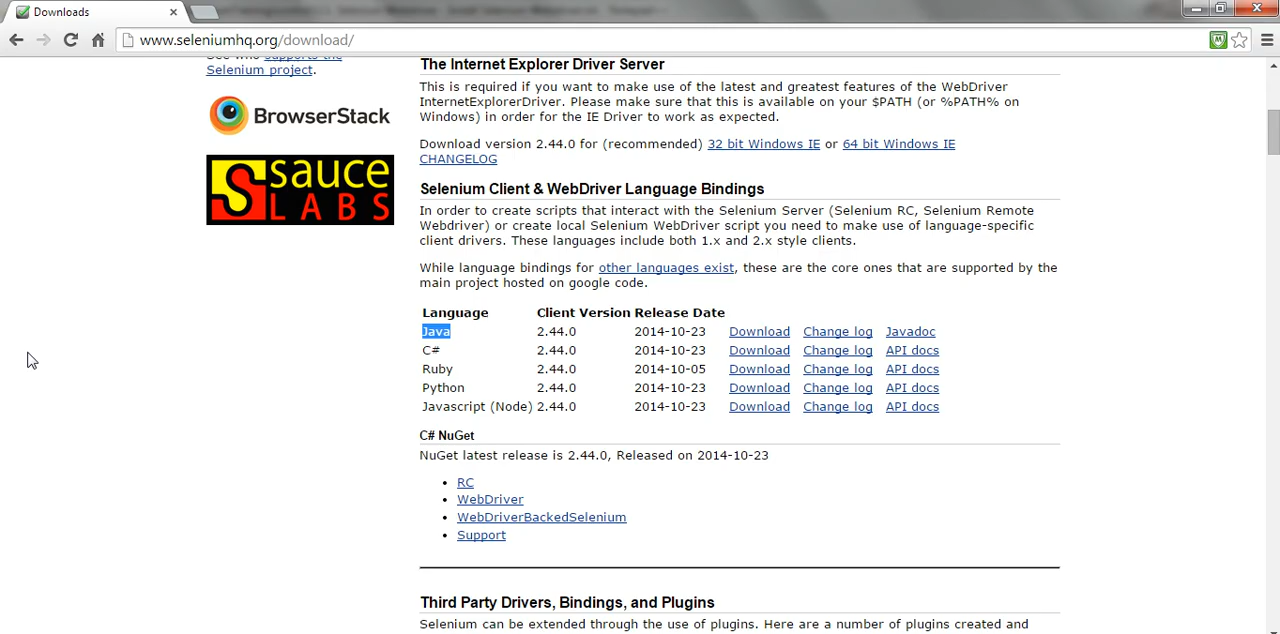 Downloads
www.seleniumhq.org/download/
See who supports the
Selenium project.
BrowserStack
sauce
LABS
The Internet Explorer Driver Server
This is required if you want to make use of the latest and greatest features of the WebDriver
InternetExplorerDriver. Please make sure that this is available on your $PATH (or %PATH% on
Windows) in order for the IE Driver to work as expected.
Download version 2.44.0 for (recommended) 32 bit Windows IE or 64 bit Windows IE
CHANGELOG
Selenium Client & WebDriver Language Bindings
In order to create scripts that interact with the Selenium Server (Selenium RC, Selenium Remote
Webdriver) or create local Selenium WebDriver script you need to make use of language-specific
client drivers. These languages include both 1.x and 2.x style clients.
While language bindings for other languages exist, these are the core ones that are supported by the
main project hosted on google code.
Language Client Version Release Date
Java 2.44.0 2014-10-23 Download Change log Javadoc
C# 2.44.0 2014-10-23 Download Change log API docs
Ruby 2.44.0 2014-10-05 Download Change log API docs
Python 2.44.0 2014-10-23 Download Change log API docs
Javascript (Node) 2.44.0 2014-10-23 Download Change log API docs
C# NuGet
NuGet latest release is 2.44.0, Released on 2014-10-23
RC
WebDriver
WebDriverBackedSelenium
Support
Third Party Drivers, Bindings, and Plugins
Selenium can be extended through the use of plugins. Here are a number of plugins created and